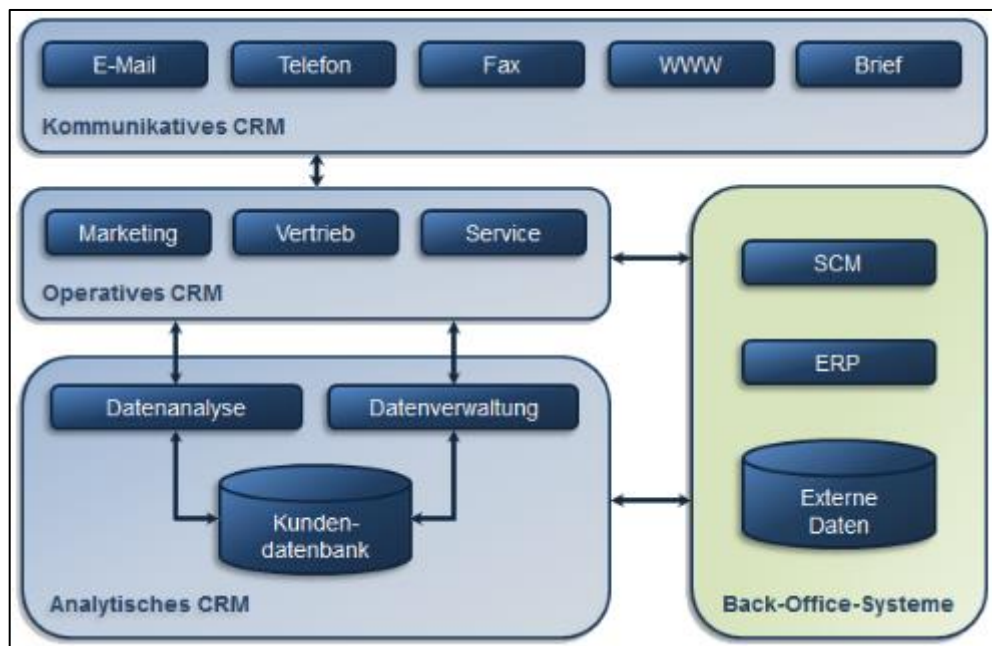 E-Mail
Telefon
Fax
WWW
Brief
Kommunikatives CRM
Marketing
Vertrieb
Service
Operatives CRM
Datenanalyse
Datenverwaltung
Kunden-
datenbank
Analytisches CRM
SCM
ERP
Externe
Daten
Back-Office-Systeme